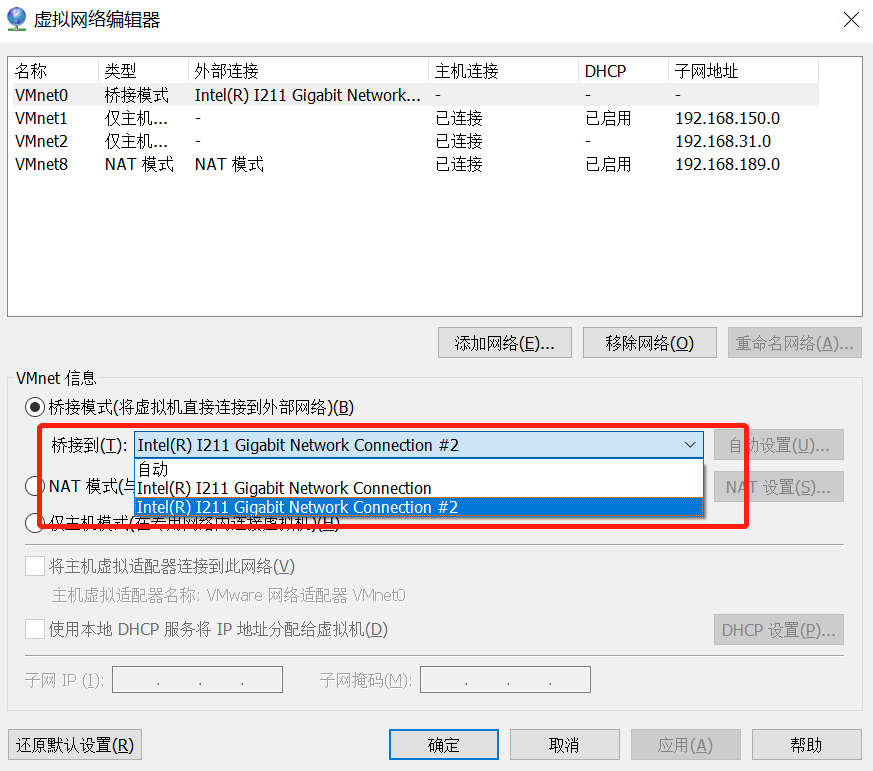 虚拟网络编辑器
名称 类型 外部连接 主机连接 DHCP 子网地址
VMnet0 桥接模式 Intel(R) I211 Gigabit Network... - - -
VMnet1 仅主机... - 已连接 已启用 192.168.150.0
VMnet2 仅主机... - 已连接 - 192.168.31.0
VMnet8 NAT 模式 NAT 模式 已连接 已启用 192.168.189.0
添加网络(E)... 移除网络(O) 重命名网络(A)...
VMnet 信息
桥接模式(将虚拟机直接连接到外部网络)(B)
桥接到(T): Intel(R) I211 Gigabit Network Connection #2 自动设置(U)...
自动
NAT 模式(与 Intel(R) I211 Gigabit Network Connection NAT 设置(S)...
Intel(R) I211 Gigabit Network Connection #2
仅主机模式(在专用网络内连接虚拟机)(H)
将主机虚拟适配器连接到此网络(V)
主机虚拟适配器名称: VMware 网络适配器 VMnet0
使用本地 DHCP 服务将 IP 地址分配给虚拟机(D) DHCP 设置(P)...
子网 IP (I): . . . 子网掩码(M): . . .
还原默认设置(R) 确定 取消 应用(A) 帮助